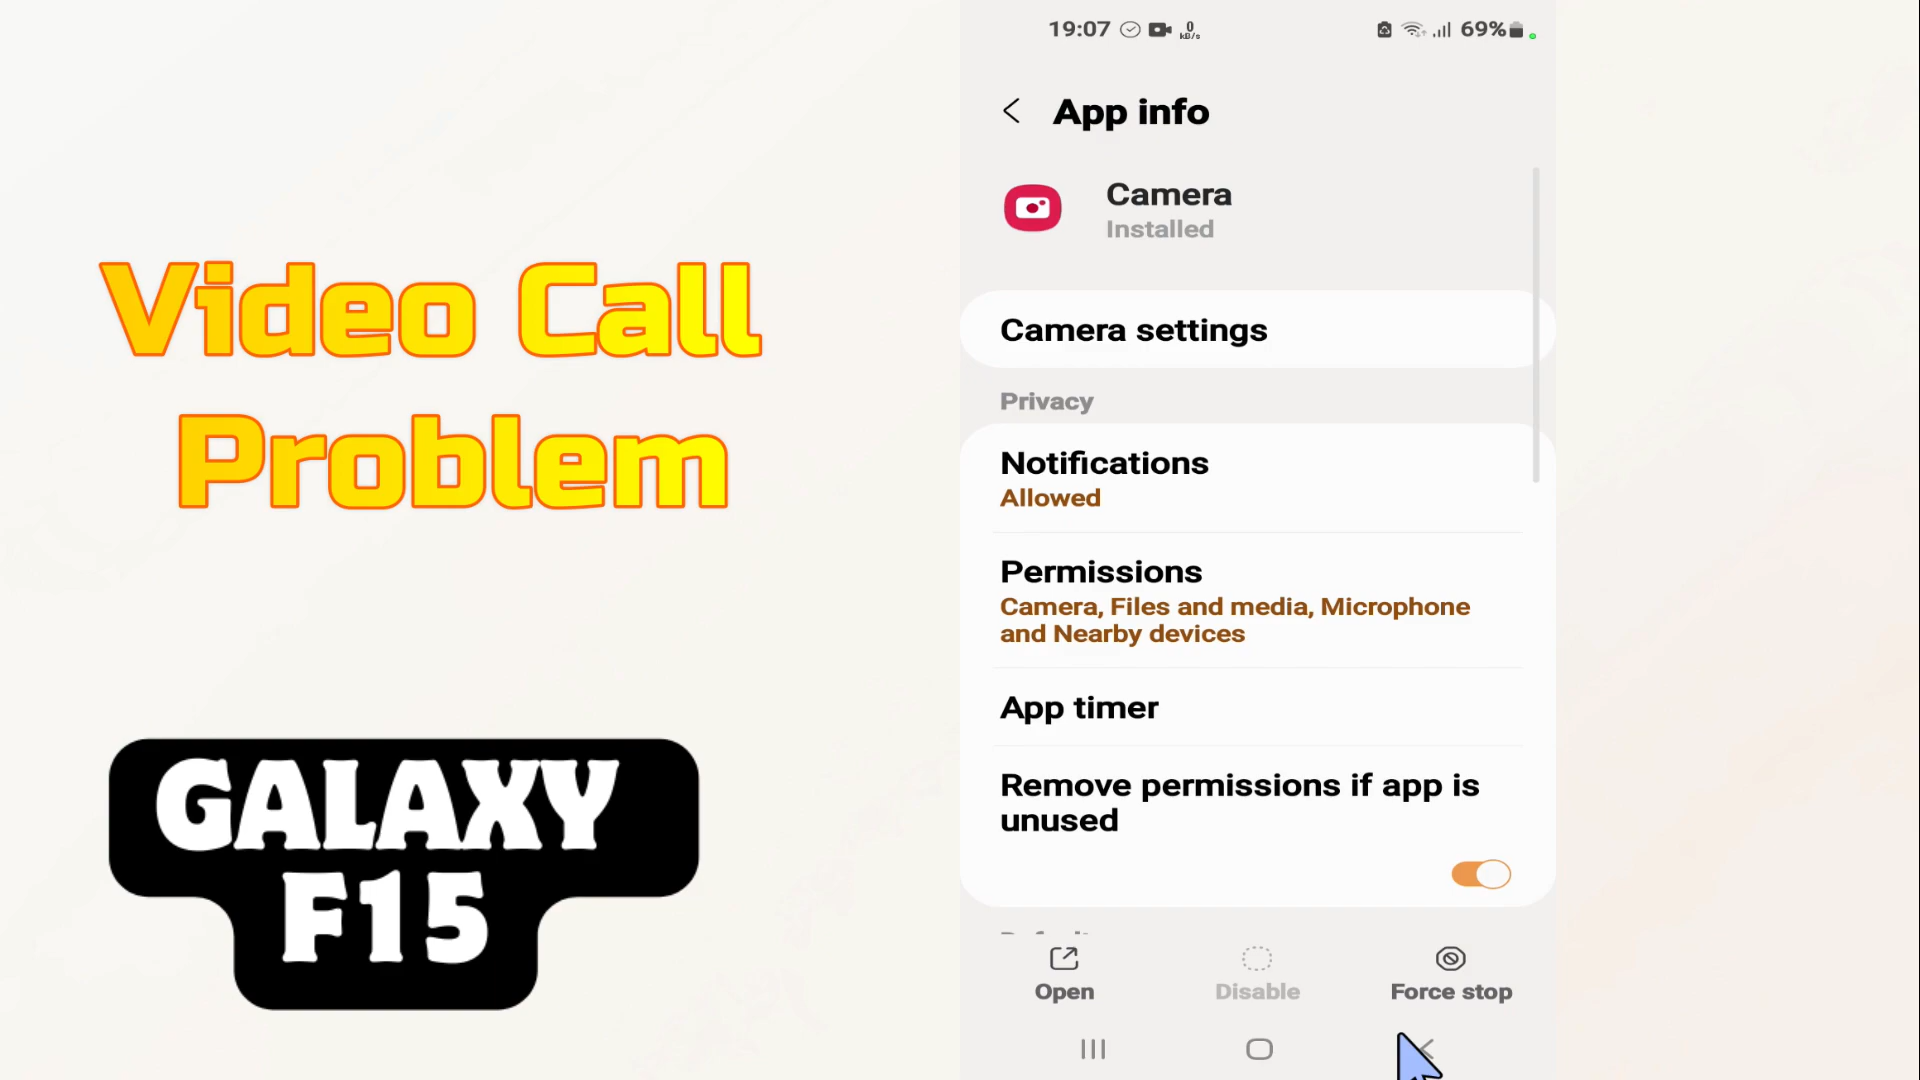 Video Call
Problem
GALAXY
F15
19:07 0 kB/s 69%
App info
Camera
Installed
Camera settings
Privacy
Notifications
Allowed
Permissions
Camera, Files and media, Microphone
and Nearby devices
App timer
Remove permissions if app is
unused
Open Disable Force stop